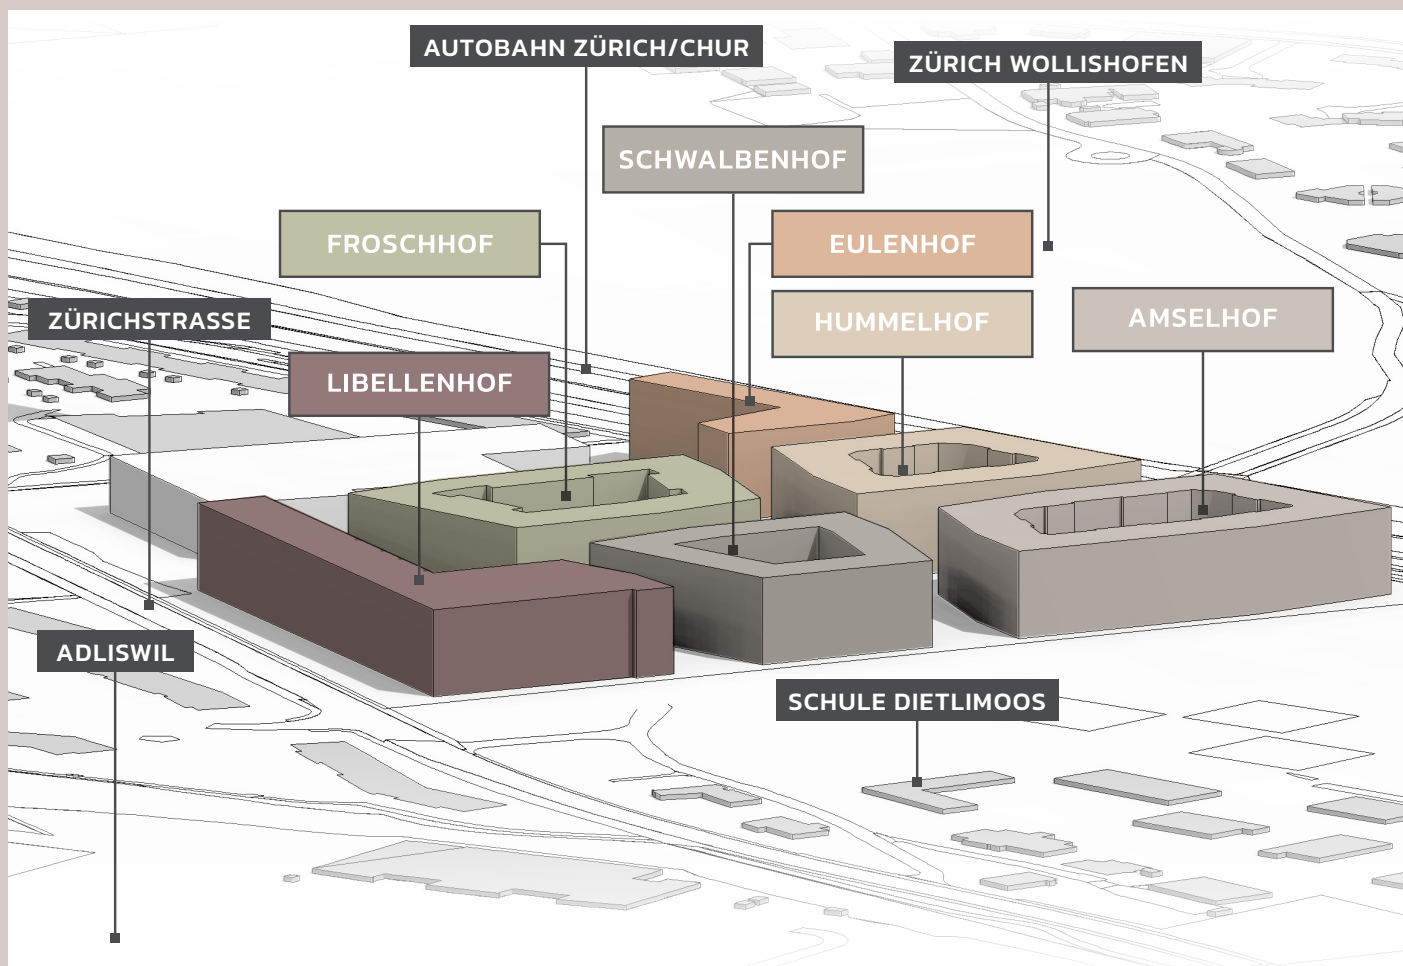 AUTOBAHN ZÜRICH/CHUR
ZÜRICH WOLLISHOFEN
SCHWALBENHOF
FROSCHHOF
EULENHOF
ZÜRICHSTRASSE
HUMMELHOF
AMSELHOF
LIBELLENHOF
ADLISWIL
SCHULE DIETLIMOOS